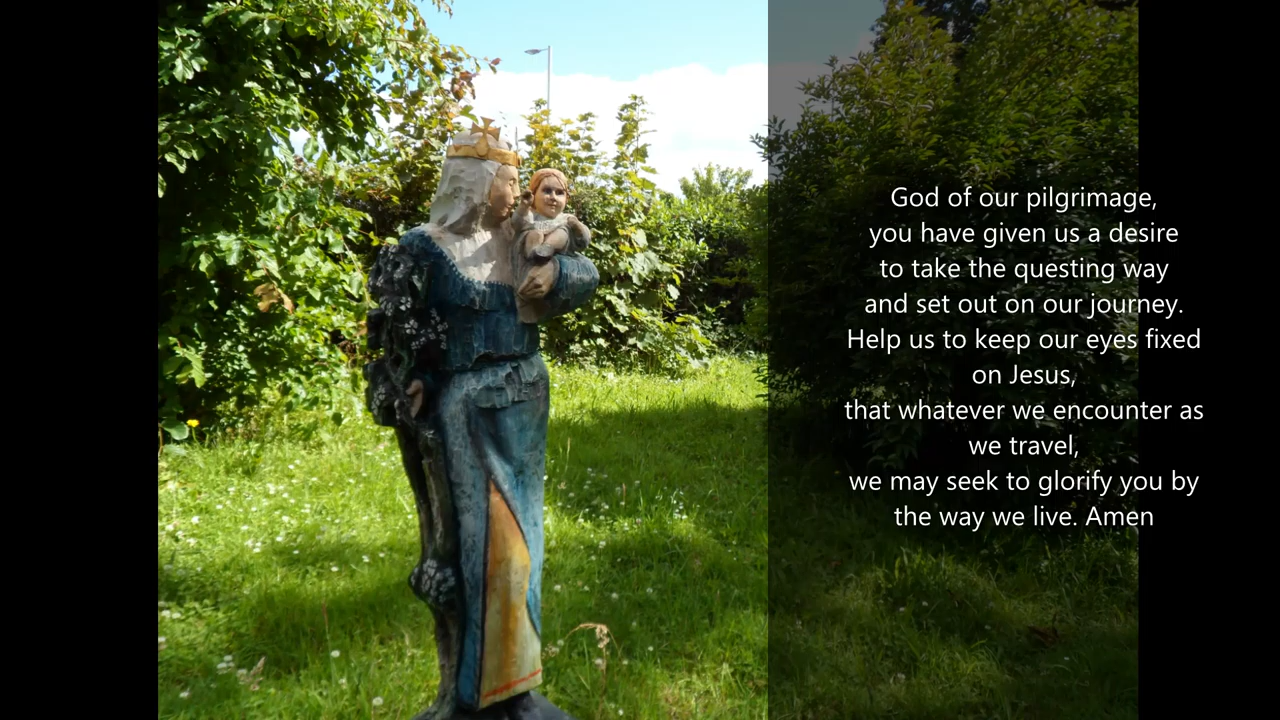 God of our pilgrimage,
you have given us a desire
to take the questing way
and set out on our journey.
Help us to keep our eyes fixed
on Jesus,
that whatever we encounter as
we travel,
we may seek to glorify you by
the way we live. Amen